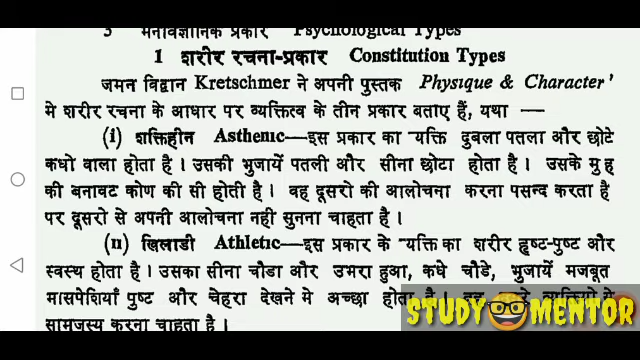 3 मनोवैज्ञानिक प्रकार Psychological Types
1 शरीर रचना-प्रकार Constitution Types
जमन विद्वान Kretschmer ने अपनी पुस्तक Physique & Character'
मे शरीर रचना के आधार पर व्यक्तित्व के तीन प्रकार बताए हैं, यथा —
(i) शक्तिहीन Asthenic—इस प्रकार का व्यक्ति दुबला पतला और छोटे
कधो वाला होता है । उसकी भुजायें पतली और सीना छोटा होता है । उसके मुह
की बनावट कोण की सी होती है । वह दूसरो की आलोचना करना पसन्द करता है
पर दूसरो से अपनी आलोचना नही सुनना चाहता है ।
(ii) खिलाडी Athletic—इस प्रकार के व्यक्ति का शरीर हृष्ट-पुष्ट और
स्वस्थ होता है । उसका सीना चौडा और उभरा हुआ, कधे चौडे, भुजायें मजबूत
मासपेशियाँ पुष्ट और चेहरा देखने मे अच्छा होता है ।
सामजस्य करना चाहता है ।
STUDY MENTOR